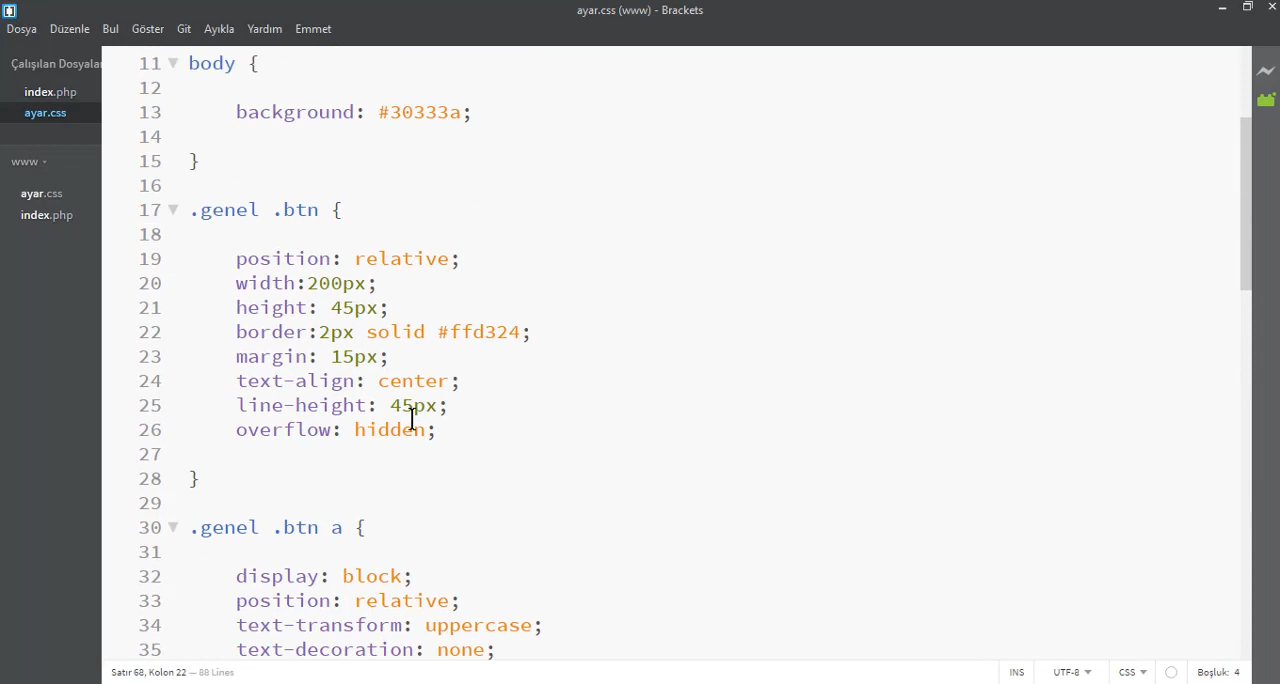 ayar.css (www) - Brackets
Dosya Düzenle Bul Göster Git Ayıkla Yardım Emmet
Çalışılan Dosyalar
index.php
ayar.css
www
ayar.css
index.php
11 body {
12
13 background: #30333a;
14
15 }
16
17 .genel .btn {
18
19 position: relative;
20 width:200px;
21 height: 45px;
22 border:2px solid #ffd324;
23 margin: 15px;
24 text-align: center;
25 line-height: 45px;
26 overflow: hidden;
27
28 }
29
30 .genel .btn a {
31
32 display: block;
33 position: relative;
34 text-transform: uppercase;
35 text-decoration: none;
Satır 68, Kolon 22 — 88 Lines INS UTF-8 CSS Boşluk: 4